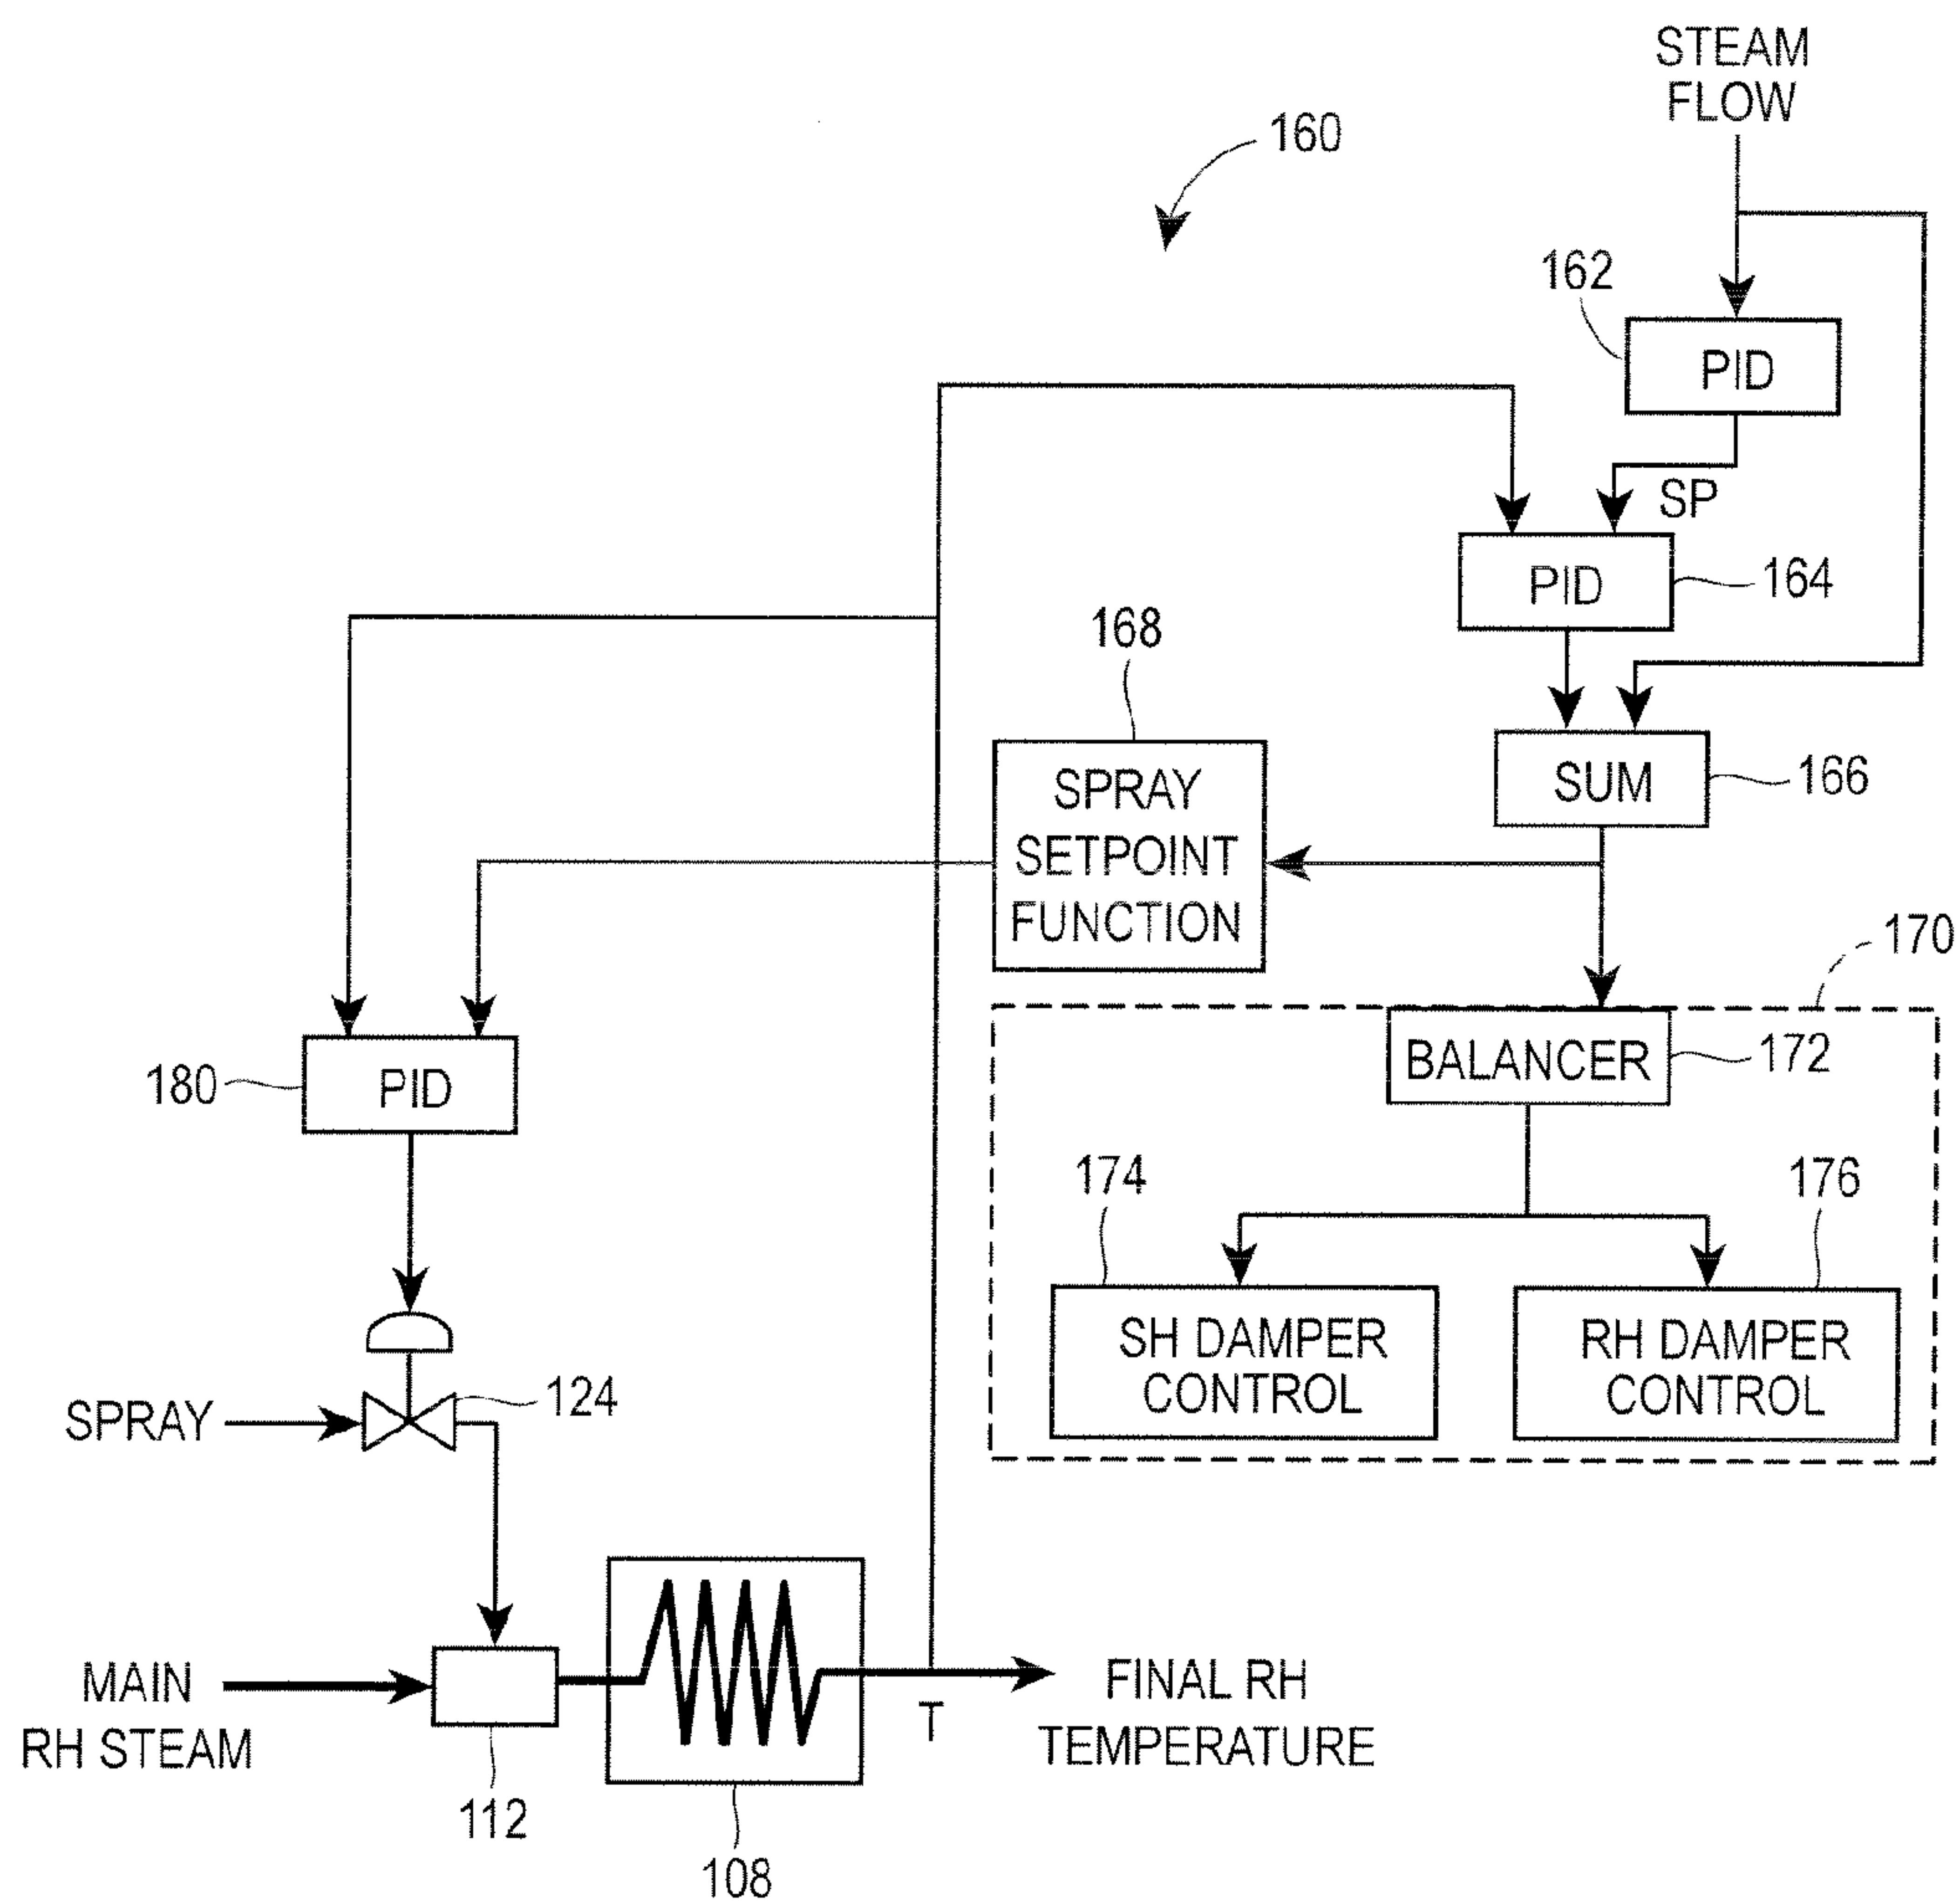 STEAM
FLOW
160
162
PID
SP
PID
164
168
SPRAY
SETPOINT
FUNCTION
SUM
166
170
BALANCER
172
180
PID
174
176
SH DAMPER
CONTROL
RH DAMPER
CONTROL
SPRAY
124
MAIN
RH STEAM
112
108
T
FINAL RH
TEMPERATURE